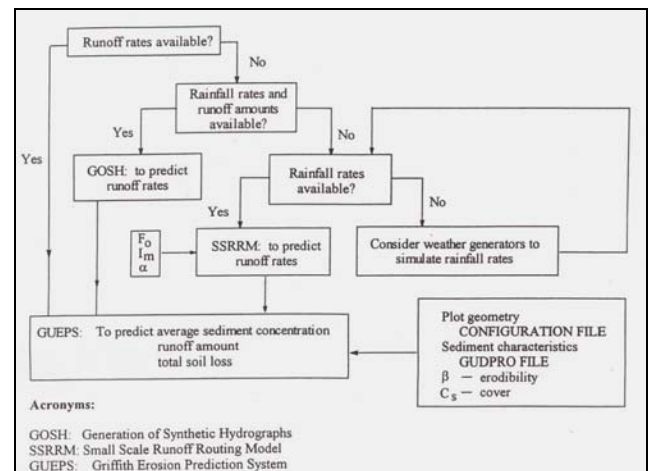 Runoff rates available?
No
Rainfall rates and
runoff amounts
available?
Yes
No
Yes
GOSH: to predict
runoff rates
Rainfall rates
available?
Yes
No
Fo
Im
α
SSRRM: to predict
runoff rates
Consider weather generators to
simulate rainfall rates
GUEPS: To predict average sediment concentration
runoff amount
total soil loss
Plot geometry
CONFIGURATION FILE
Sediment characteristics
GUDPRO FILE
β — erodibility
Cs — cover
Acronyms:
GOSH: Generation of Synthetic Hydrographs
SSRRM: Small Scale Runoff Routing Model
GUEPS: Griffith Erosion Prediction System